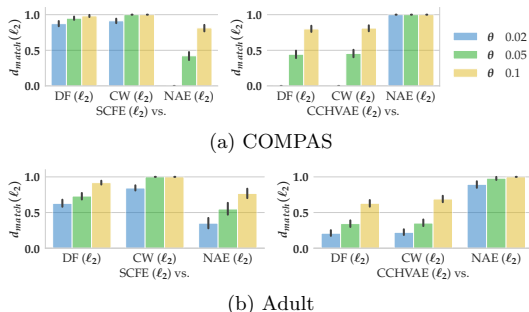 1.0
0.5
0.0
d_match(ℓ₂)
DF (ℓ₂) CW (ℓ₂) NAE (ℓ₂)
SCFE (ℓ₂) vs.
1.0
0.5
0.0
d_match(ℓ₂)
DF (ℓ₂) CW (ℓ₂) NAE (ℓ₂)
CCHVAE (ℓ₂) vs.
θ 0.02
θ 0.05
θ 0.1
(a) COMPAS
1.0
0.5
0.0
d_match(ℓ₂)
DF (ℓ₂) CW (ℓ₂) NAE (ℓ₂)
SCFE (ℓ₂) vs.
1.0
0.5
0.0
d_match(ℓ₂)
DF (ℓ₂) CW (ℓ₂) NAE (ℓ₂)
CCHVAE (ℓ₂) vs.
(b) Adult